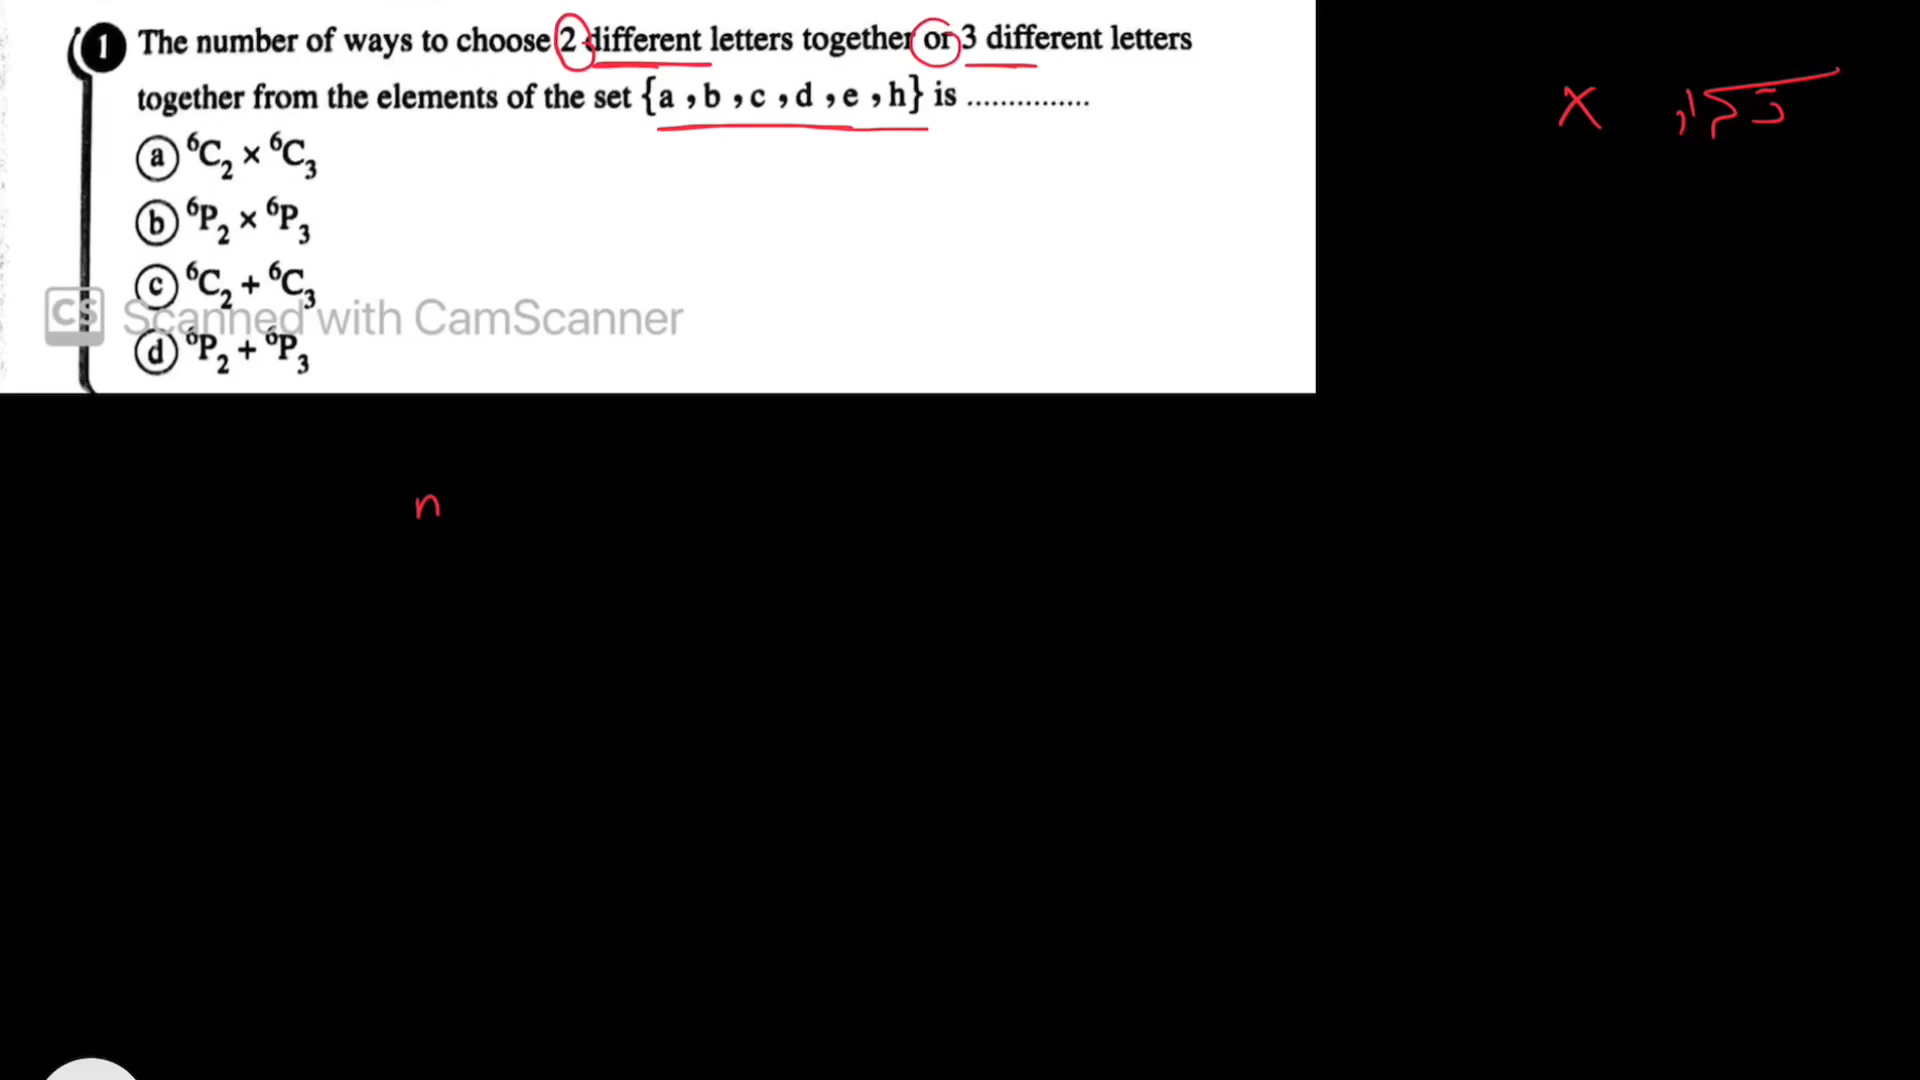 1 The number of ways to choose 2 different letters together or 3 different letters
together from the elements of the set {a , b , c , d , e , h} is ...............
a ⁶C₂ × ⁶C₃
b ⁶P₂ × ⁶P₃
c ⁶C₂ + ⁶C₃
d ⁶P₂ + ⁶P₃
CS Scanned with CamScanner
X
n